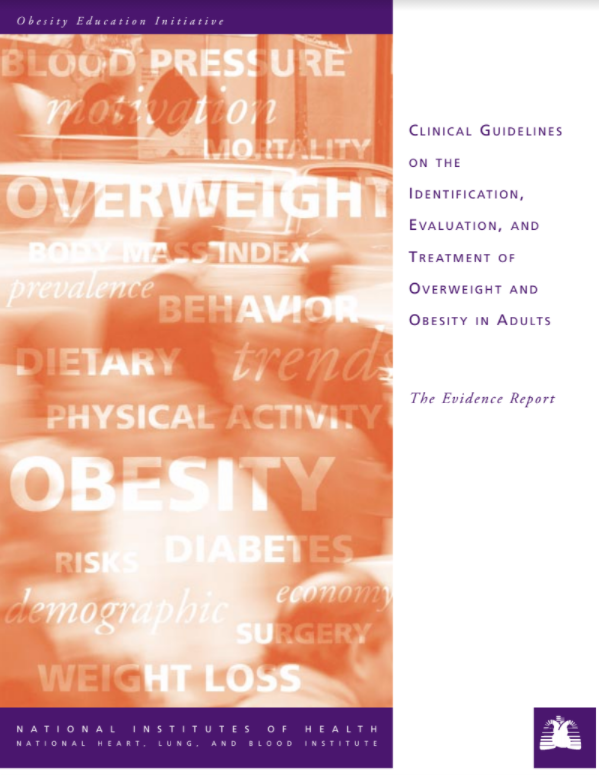 Obesity Education Initiative
BLOOD PRESSURE
motivation
MORTALITY
OVERWEIGHT
BODY MASS INDEX
prevalence
BEHAVIOR
DIETARY
trends
PHYSICAL ACTIVITY
OBESITY
RISKS
DIABETES
economy
demographic
SURGERY
WEIGHT LOSS
NATIONAL INSTITUTES OF HEALTH
NATIONAL HEART, LUNG, AND BLOOD INSTITUTE
CLINICAL GUIDELINES
ON THE
IDENTIFICATION,
EVALUATION, AND
TREATMENT OF
OVERWEIGHT AND
OBESITY IN ADULTS
The Evidence Report